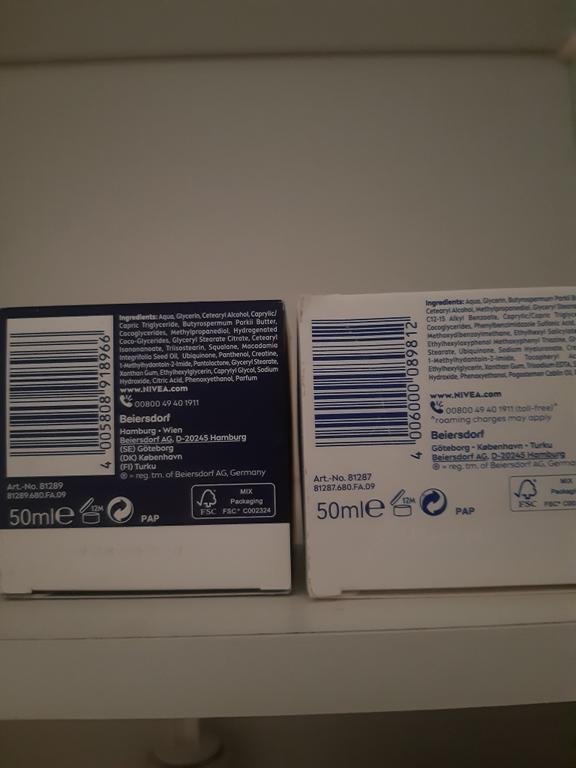 4 005808 918966
Ingredients: Aqua, Glycerin, Cetearyl Alcohol, Caprylic/
Capric Triglyceride, Butyrospermum Parkii Butter,
Cocoglycerides, Methylpropanediol, Hydrogenated
Coco-Glycerides, Glyceryl Stearate Citrate, Cetearyl
Isononanoate, Triisostearin, Squalane, Macadamia
Integrifolia Seed Oil, Ubiquinone, Panthenol, Creatine,
1-Methylhydantoin-2-Imide, Pantolactone, Glyceryl Stearate,
Xanthan Gum, Ethylhexylglycerin, Caprylyl Glycol, Sodium
Hydroxide, Citric Acid, Phenoxyethanol, Parfum
www.NIVEA.com
00800 49 40 1911
Beiersdorf
Hamburg • Wien
Beiersdorf AG, D-20245 Hamburg
(SE) Göteborg
(DK) København
(FI) Turku
® = reg. tm. of Beiersdorf AG, Germany
Art.-No. 81289
81289.680.FA.09
50ml e
12M
PAP
FSC
MIX
Packaging
FSC® C002324
4 006000 089812
Ingredients: Aqua, Glycerin, Butyrospermum Parkii
Cetearyl Alcohol, Methylpropanediol, Glyceryl
C12-15 Alkyl Benzoate, Caprylic/Capric
Cocoglycerides, Phenylbenzimidazole Sulfonic
Methoxydibenzoylmethane, Ethylhexyl
Ethylhexyloxyphenol Methoxyphenyl Triazine,
Stearate, Ubiquinone, Sodium
1-Methylhydantoin-2-Imide, Tocopheryl
Ethylhexylglycerin, Xanthan Gum, Trisodium EDTA,
Hydroxide, Phenoxyethanol,
www.NIVEA.com
00800 49 40 1911 (toll-free)*
*roaming charges may apply
Beiersdorf
Göteborg • København • Turku
Beiersdorf AG, D-20245 Hamburg
® = reg. tm. of Beiersdorf AG,
Art.-No. 81287
81287.680.FA.09
50ml e
12M
PAP
FSC
MIX
Packaging